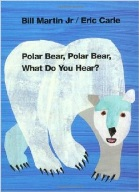 Bill Martin Jr / Eric Carle
Polar Bear, Polar Bear,
What Do You Hear?